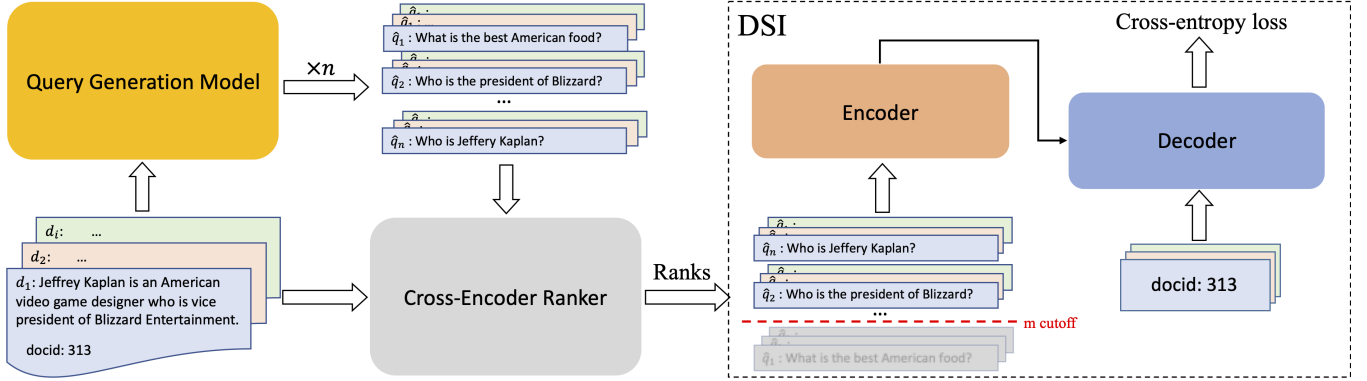 Query Generation Model
×n
q̂₁ : What is the best American food?
q̂₂ : Who is the president of Blizzard?
...
q̂ₙ : Who is Jeffery Kaplan?
dᵢ: ...
d₂: ...
d₁: Jeffrey Kaplan is an American
video game designer who is vice
president of Blizzard Entertainment.
docid: 313
Cross-Encoder Ranker
Ranks
DSI
Encoder
Cross-entropy loss
Decoder
q̂ₙ : Who is Jeffery Kaplan?
q̂₂ : Who is the president of Blizzard?
...
m cutoff
q̂₁ : What is the best American food?
docid: 313